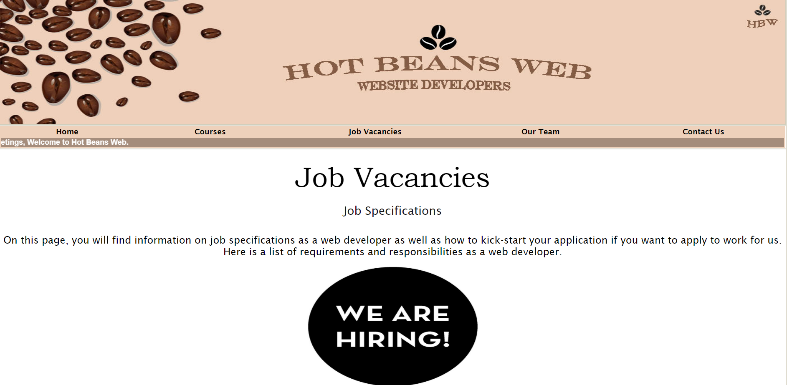 HBW
HOT BEANS WEB
WEBSITE DEVELOPERS
Home Courses Job Vacancies Our Team Contact Us
etings, Welcome to Hot Beans Web.
Job Vacancies
Job Specifications
On this page, you will find information on job specifications as a web developer as well as how to kick-start your application if you want to apply to work for us.
Here is a list of requirements and responsibilities as a web developer.
WE ARE
HIRING!